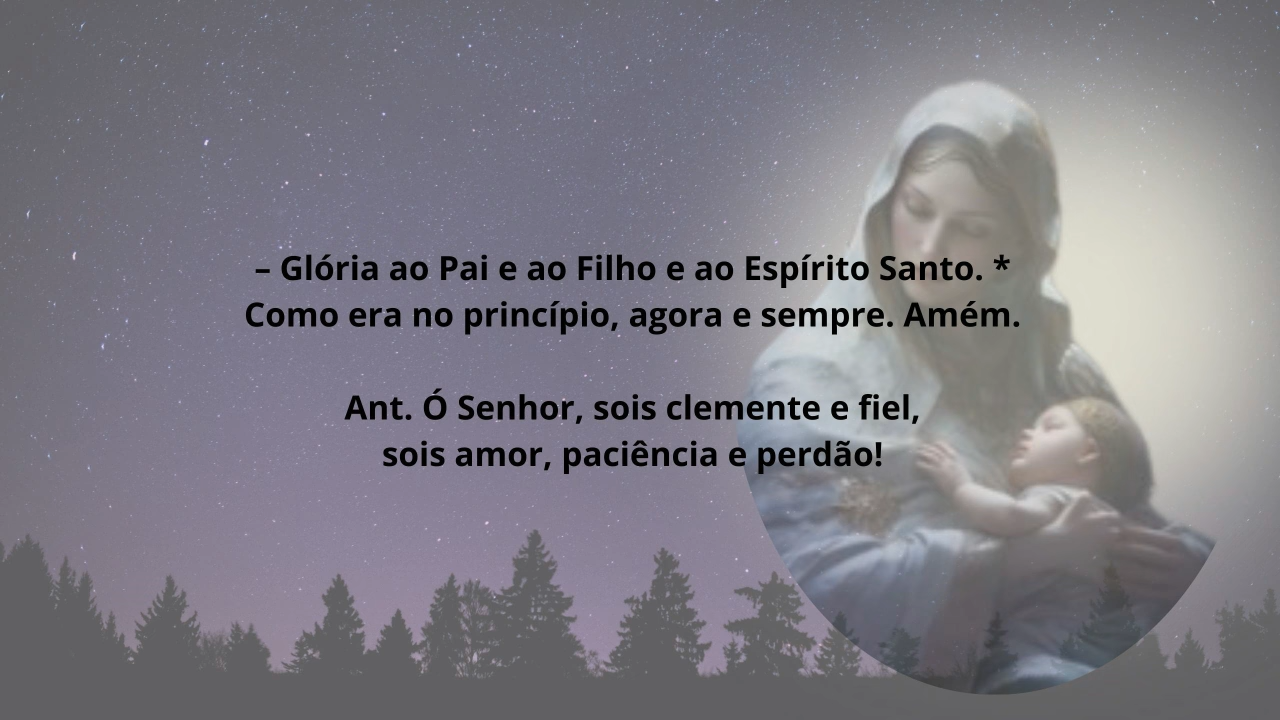 – Glória ao Pai e ao Filho e ao Espírito Santo. *
Como era no princípio, agora e sempre. Amém.
Ant. Ó Senhor, sois clemente e fiel,
sois amor, paciência e perdão!